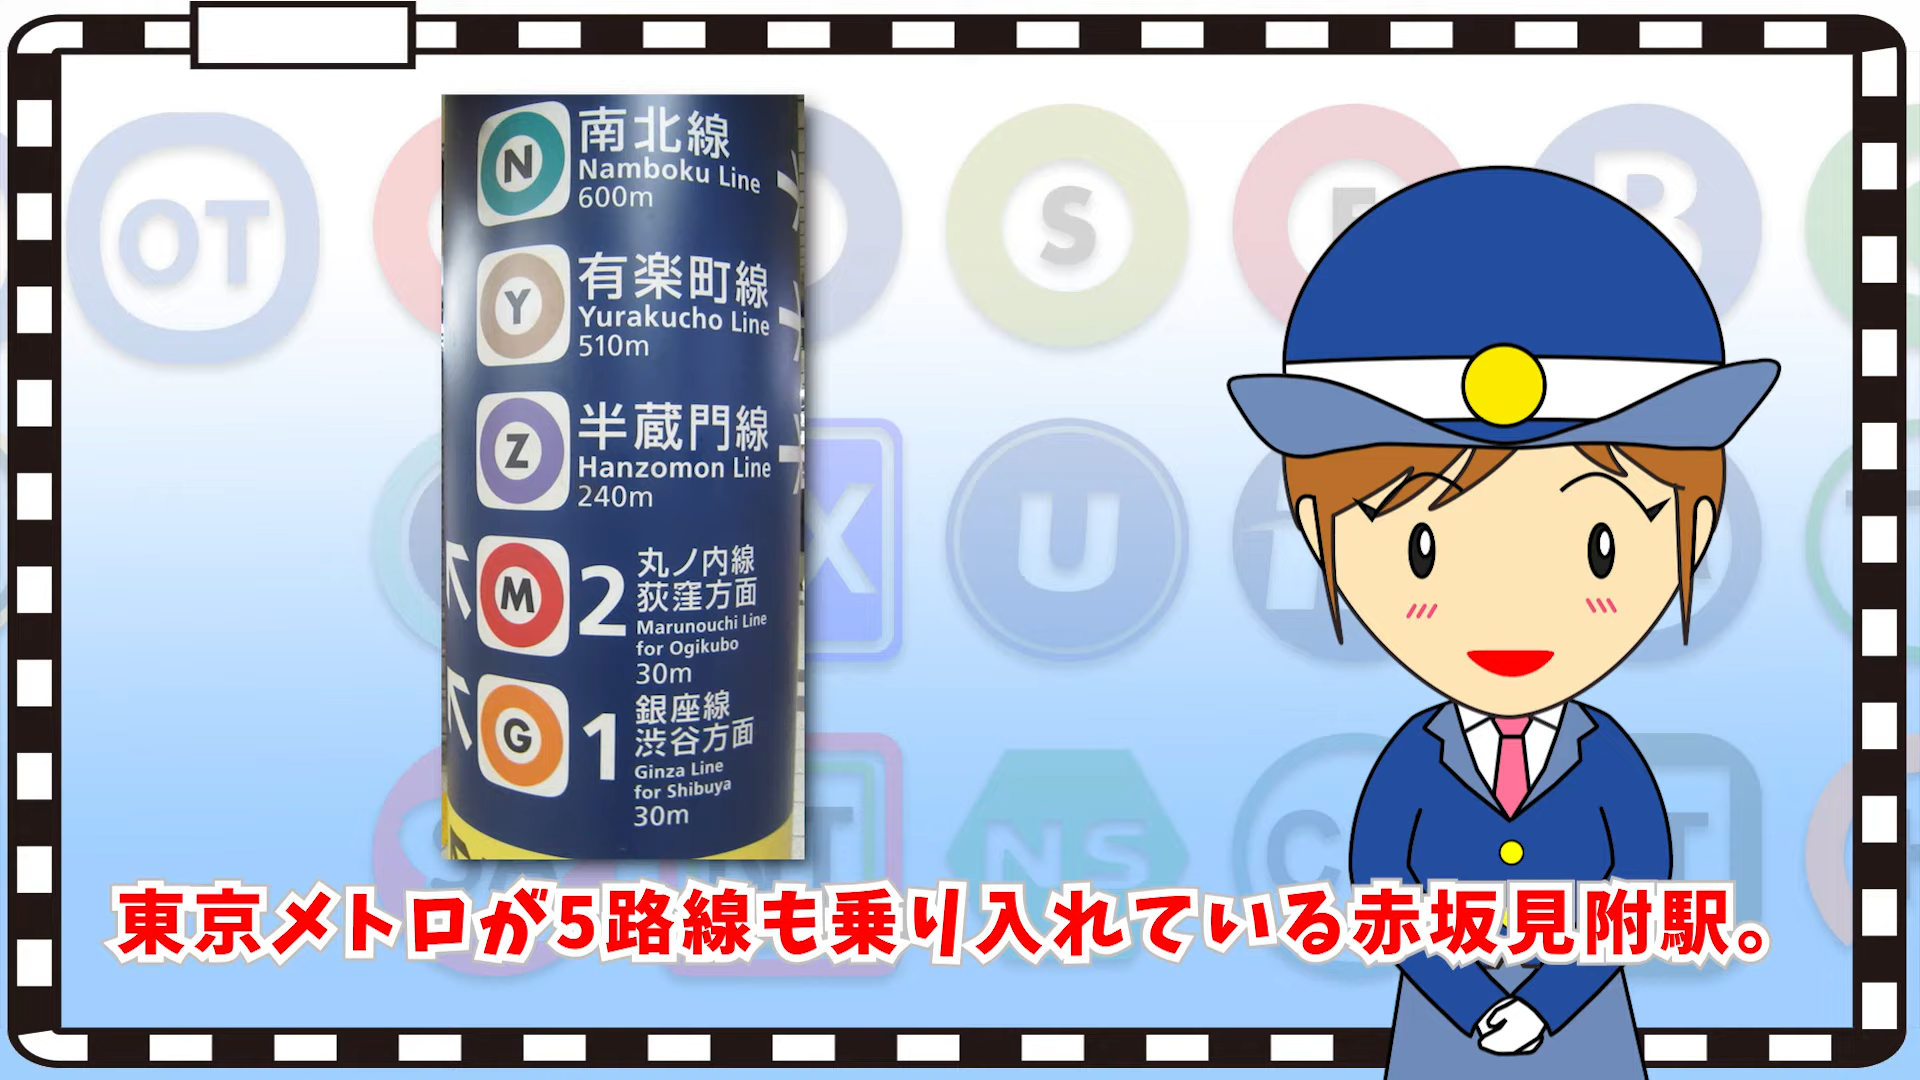 N
南北線
Namboku Line
600m
Y
有楽町線
Yurakucho Line
510m
Z
半蔵門線
Hanzomon Line
240m
M
2
丸ノ内線
荻窪方面
Marunouchi Line
for Ogikubo
30m
G
1
銀座線
渋谷方面
Ginza Line
for Shibuya
30m
OT
S
B
X
U
NS
C
T
東京メトロが5路線も乗り入れている赤坂見附駅。